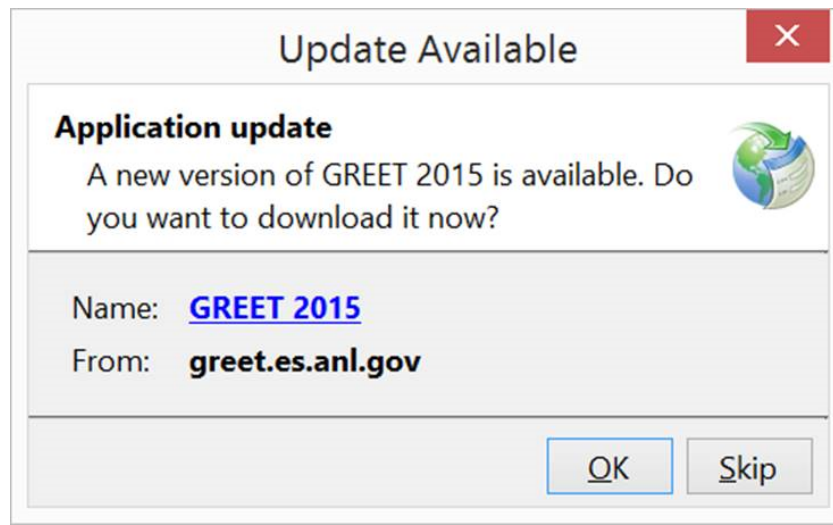 Update Available
Application update
A new version of GREET 2015 is available. Do
you want to download it now?
Name: GREET 2015
From: greet.es.anl.gov
OK Skip